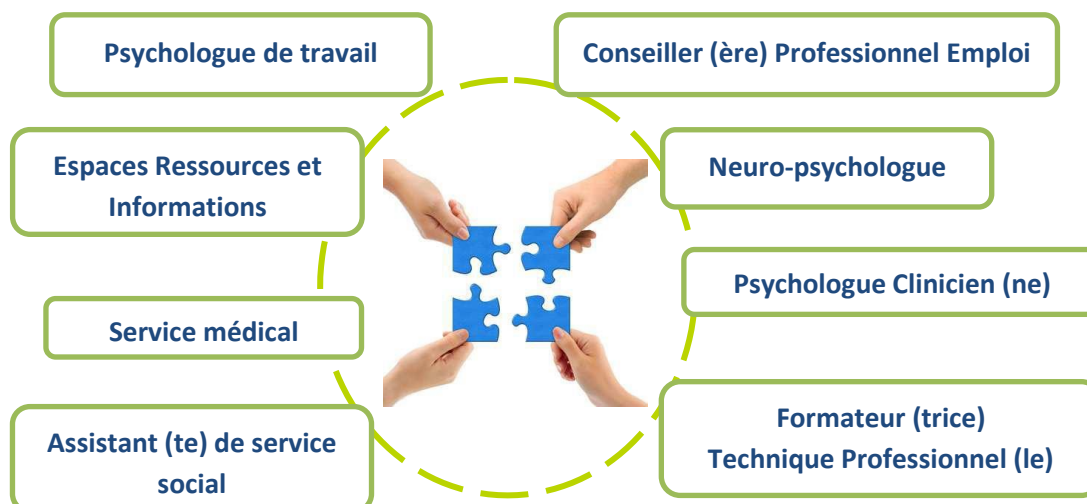 Psychologue de travail
Conseiller (ère) Professionnel Emploi
Espaces Ressources et
Informations
Neuro-psychologue
Psychologue Clinicien (ne)
Service médical
Formateur (trice)
Technique Professionnel (le)
Assistant (te) de service
social